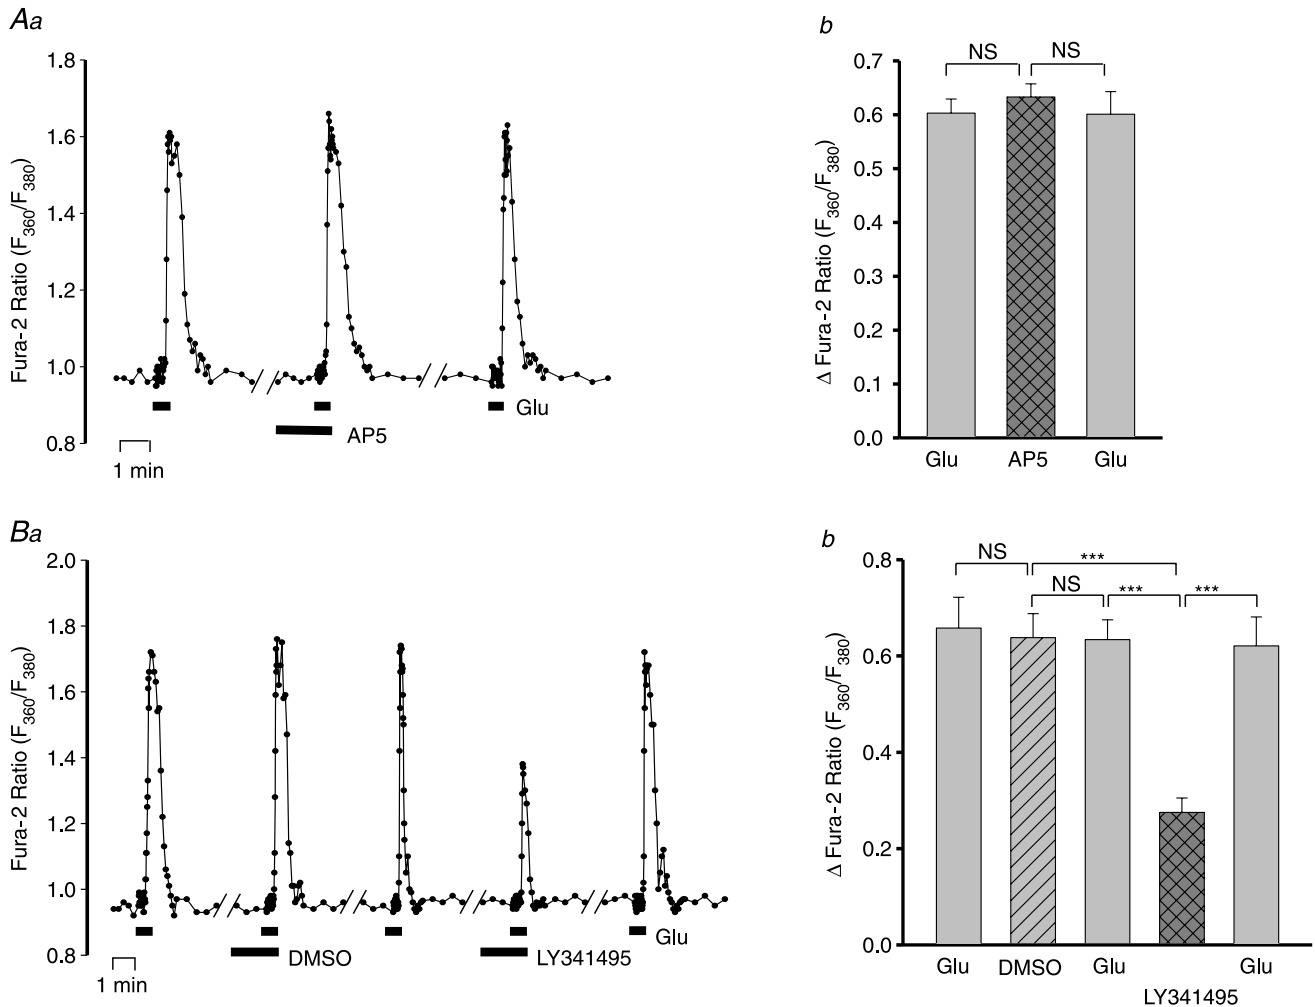 Aa
Fura-2 Ratio (F360/F380)
1.8
1.6
1.4
1.2
1.0
0.8
Glu
AP5
1 min
b
Δ Fura-2 Ratio (F360/F380)
0.7
0.6
0.5
0.4
0.3
0.2
0.1
0.0
NS NS
Glu AP5 Glu
Ba
Fura-2 Ratio (F360/F380)
2.0
1.8
1.6
1.4
1.2
1.0
0.8
Glu
DMSO LY341495
1 min
b
Δ Fura-2 Ratio (F360/F380)
0.8
0.6
0.4
0.2
0.0
NS ***
NS *** ***
Glu DMSO Glu Glu
LY341495